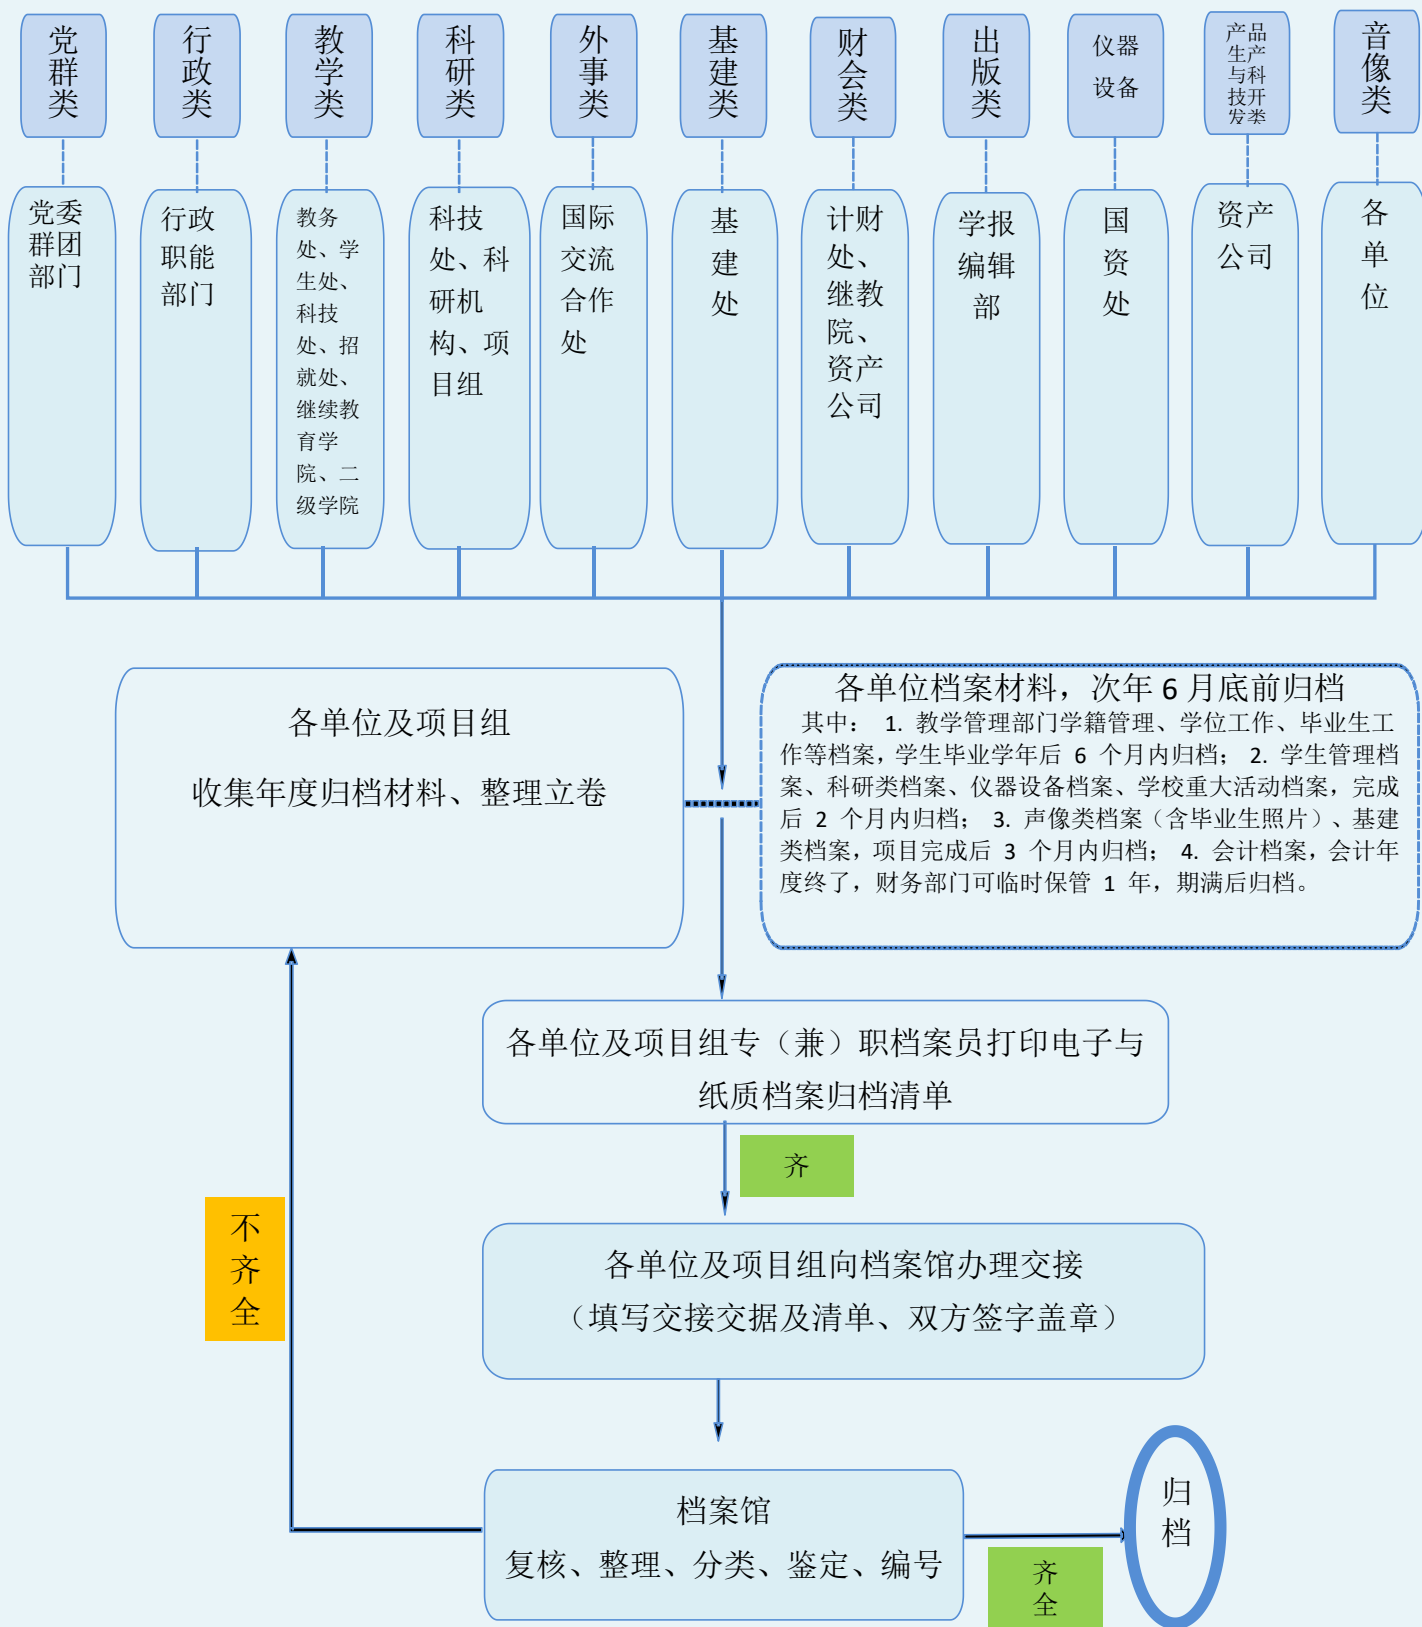 党群类
行政类
教学类
科研类
外事类
基建类
财会类
出版类
仪器
设备
产品
生产
与科
技开
发类
音像类
党委
群团
部门
行政
职能
部门
教务
处、学
生处、
科技
处、招
就处、
继续教
育学
院、二
级学院
科技
处、科
研机
构、项
目组
国际
交流
合作
处
基
建
处
计财
处、
继教
院、
资产
公司
学报
编辑
部
国
资
处
资产
公司
各
单
位
各单位及项目组
收集年度归档材料、整理立卷
各单位档案材料，次年 6 月底前归档
其中： 1. 教学管理部门学籍管理、学位工作、毕业生工
作等档案，学生毕业学年后 6 个月内归档； 2. 学生管理档
案、科研类档案、仪器设备档案、学校重大活动档案，完成
后 2 个月内归档； 3. 声像类档案（含毕业生照片）、基建
类档案，项目完成后 3 个月内归档； 4. 会计档案，会计年
度终了，财务部门可临时保管 1 年，期满后归档。
各单位及项目组专（兼）职档案员打印电子与
纸质档案归档清单
齐
不
齐
全
各单位及项目组向档案馆办理交接
（填写交接交据及清单、双方签字盖章）
档案馆
复核、整理、分类、鉴定、编号
齐
全
归
档